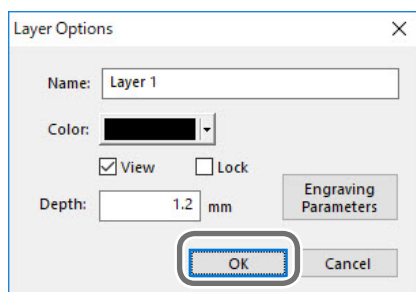 Layer Options
Name: Layer 1
Color:
View Lock
Depth: 1.2 mm
Engraving
Parameters
OK Cancel